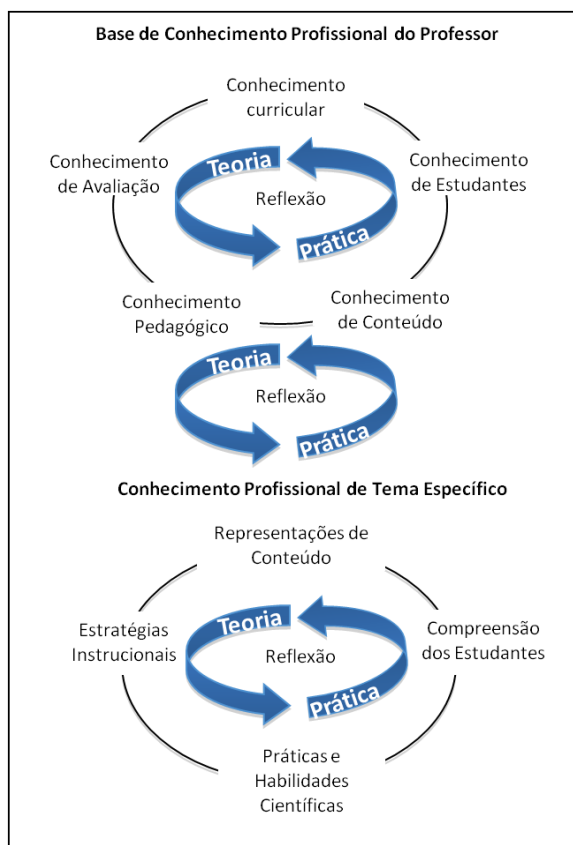 Base de Conhecimento Profissional do Professor
Conhecimento
curricular
Conhecimento
de Avaliação
Teoria
Reflexão
Prática
Conhecimento
de Estudantes
Conhecimento
Pedagógico
Conhecimento
de Conteúdo
Teoria
Reflexão
Prática
Conhecimento Profissional de Tema Específico
Representações de
Conteúdo
Estratégias
Instrucionais
Teoria
Reflexão
Prática
Compreensão
dos Estudantes
Práticas e
Habilidades
Científicas